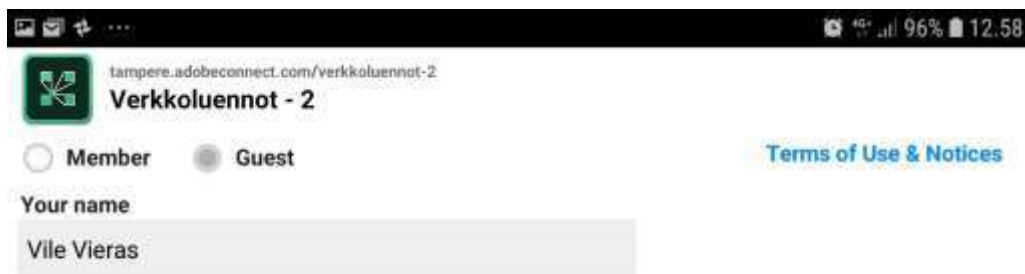 96% 12.58
tampere.adobeconnect.com/verkkoluennot-2
Verkkoluennot - 2
Member Guest Terms of Use & Notices
Your name
Vile Vieras